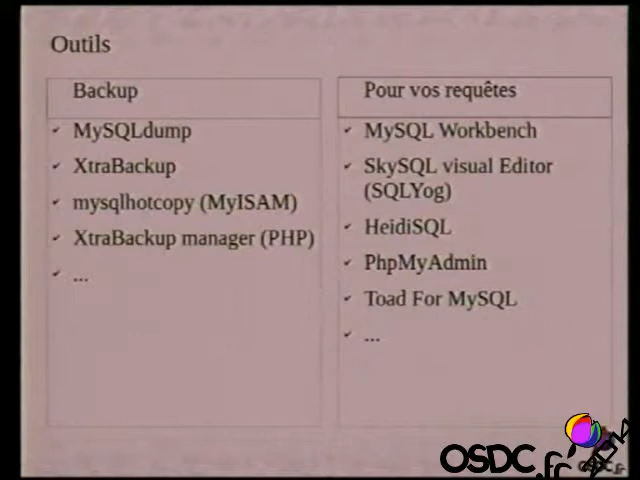 Outils
Backup
✔ MySQLdump
✔ XtraBackup
✔ mysqlhotcopy (MyISAM)
✔ XtraBackup manager (PHP)
✔ ...
Pour vos requêtes
✔ MySQL Workbench
✔ SkySQL visual Editor
(SQLYog)
✔ HeidiSQL
✔ PhpMyAdmin
✔ Toad For MySQL
✔ ...
OSDC.fr